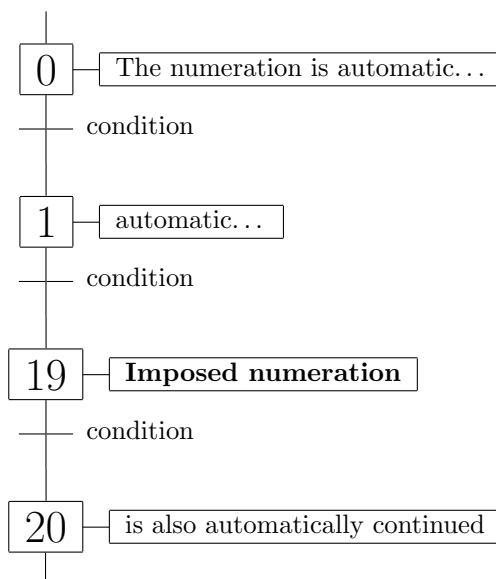 0 The numeration is automatic...
condition
1 automatic...
condition
19 Imposed numeration
condition
20 is also automatically continued